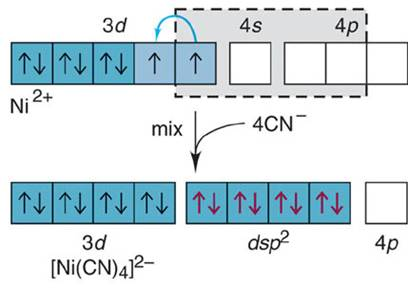 3d 4s 4p
↑↓ ↑↓ ↑↓ ↑ ↑
Ni²⁺
mix 4CN⁻
↑↓ ↑↓ ↑↓ ↑↓ ↑↓ ↑↓ ↑↓ ↑↓
3d dsp² 4p
[Ni(CN)₄]²⁻